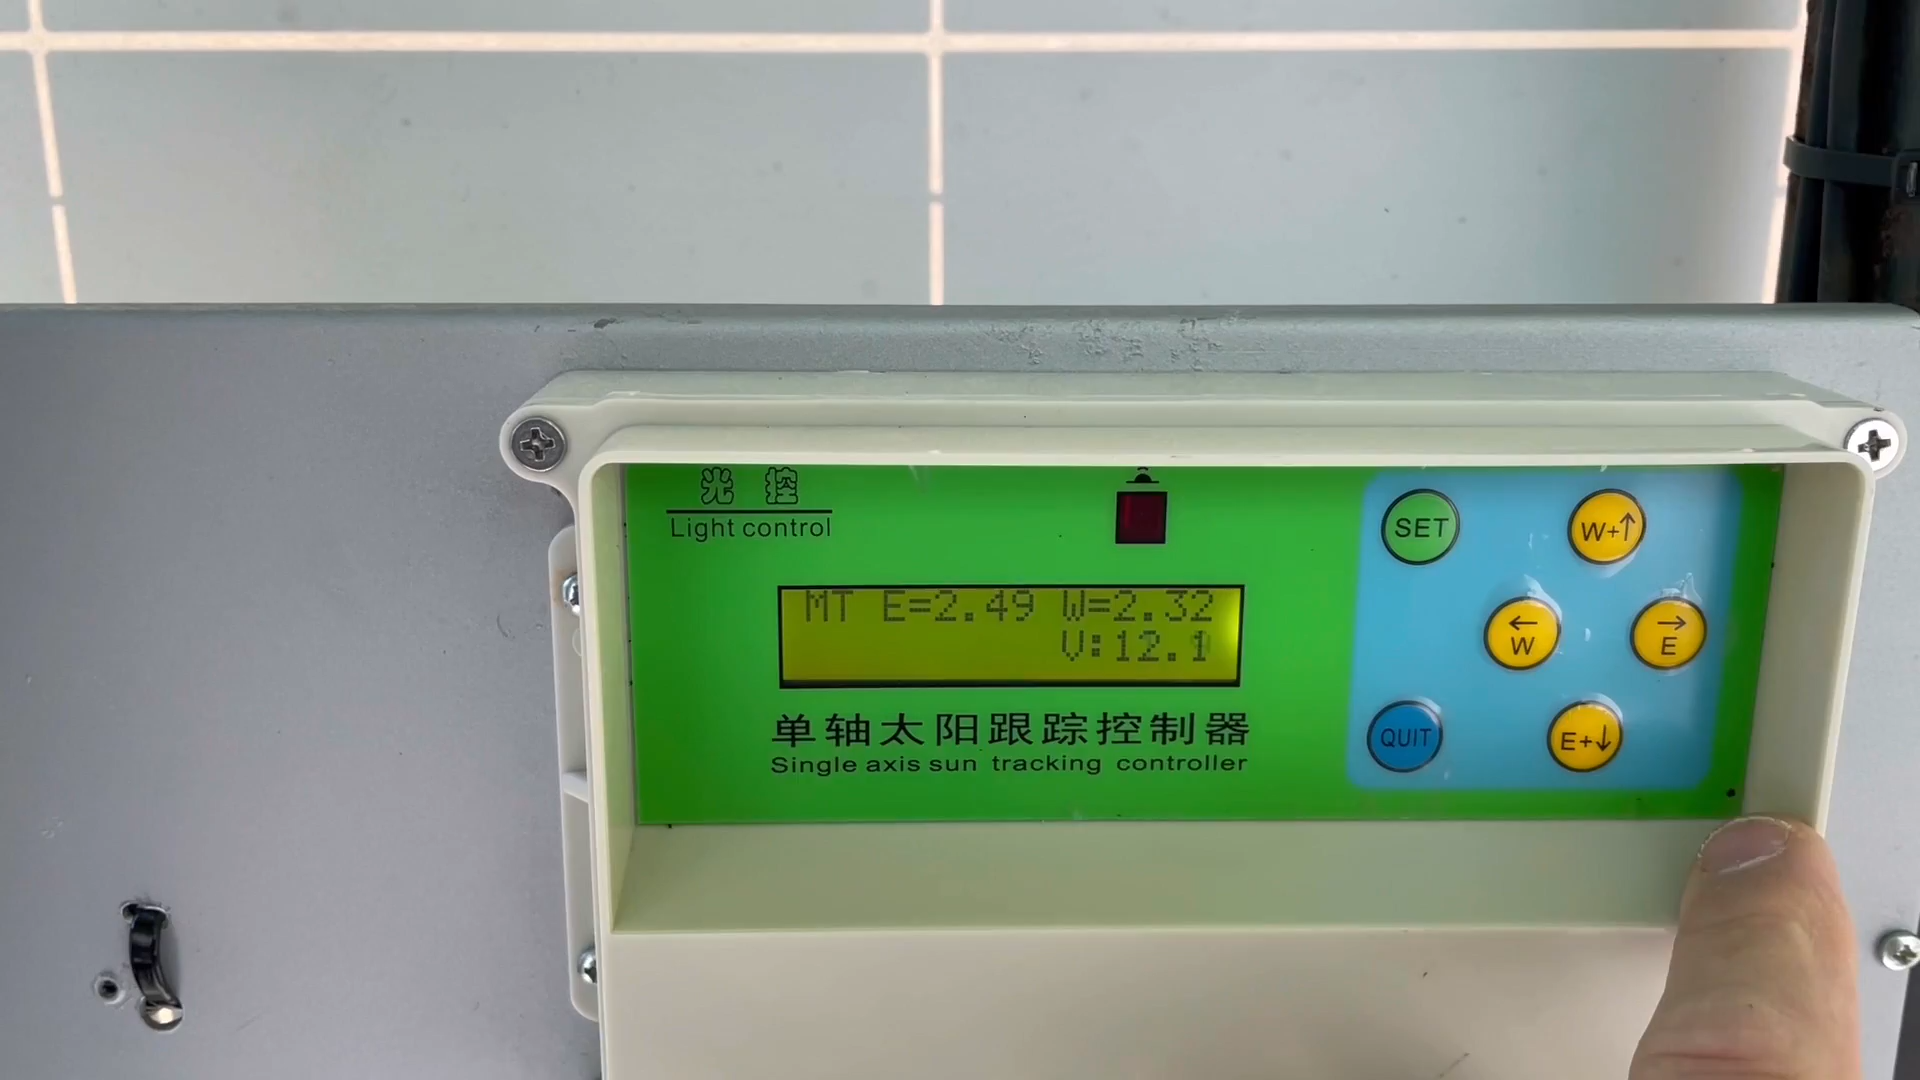 光控
Light control
SET
W+↑
MT E=2.49 W=2.32
V:12.1
← W
→ E
单轴太阳跟踪控制器
Single axis sun tracking controller
QUIT
E+↓